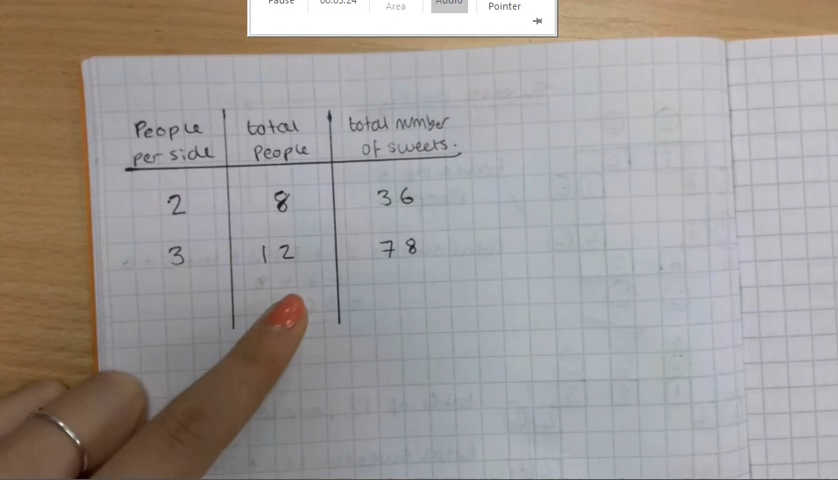 Pause 00:05:24 Area Audio Pointer
People per side total People total number of sweets.
2 8 36
3 12 78